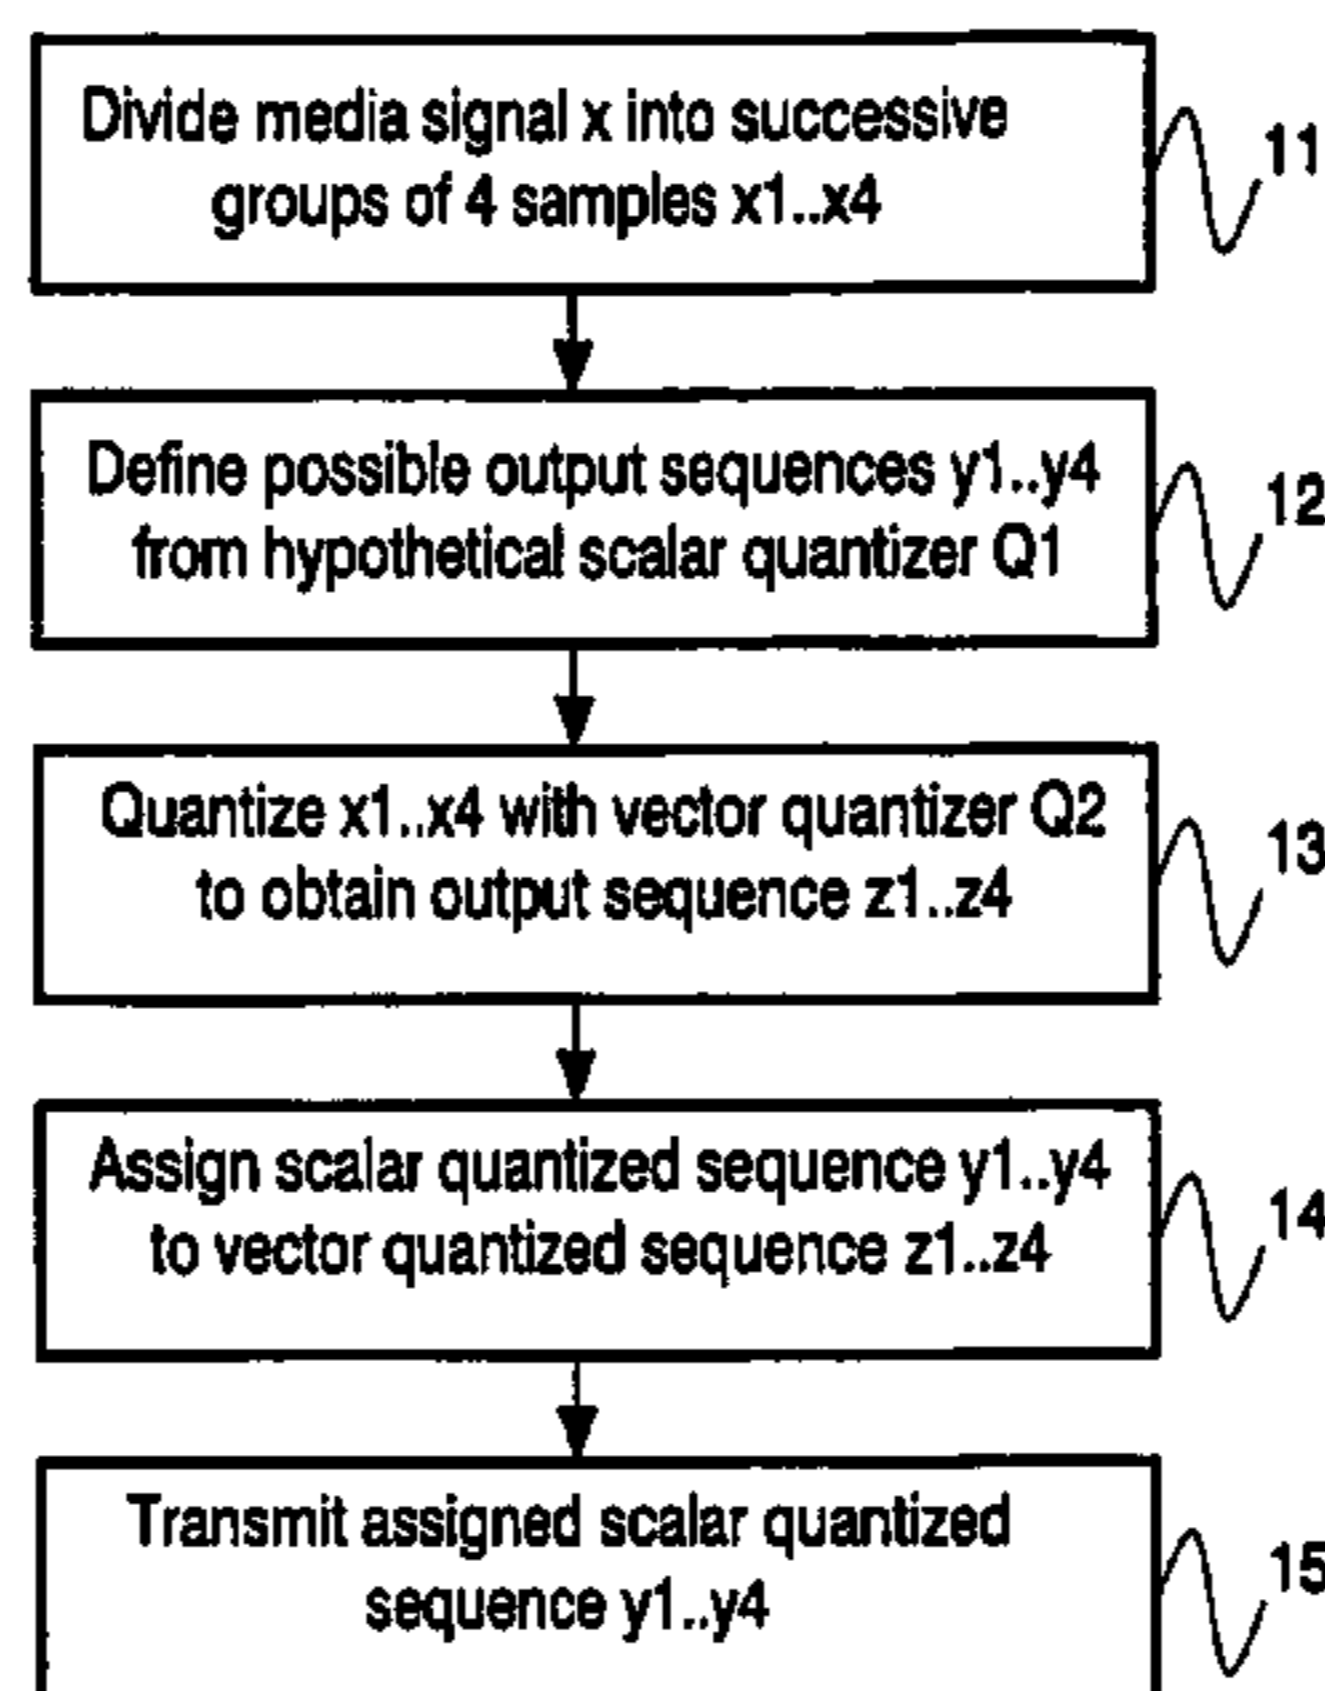 Divide media signal x into successive
groups of 4 samples x1..x4
11
Define possible output sequences y1..y4
from hypothetical scalar quantizer Q1
12
Quantize x1..x4 with vector quantizer Q2
to obtain output sequence z1..z4
13
Assign scalar quantized sequence y1..y4
to vector quantized sequence z1..z4
14
Transmit assigned scalar quantized
sequence y1..y4
15